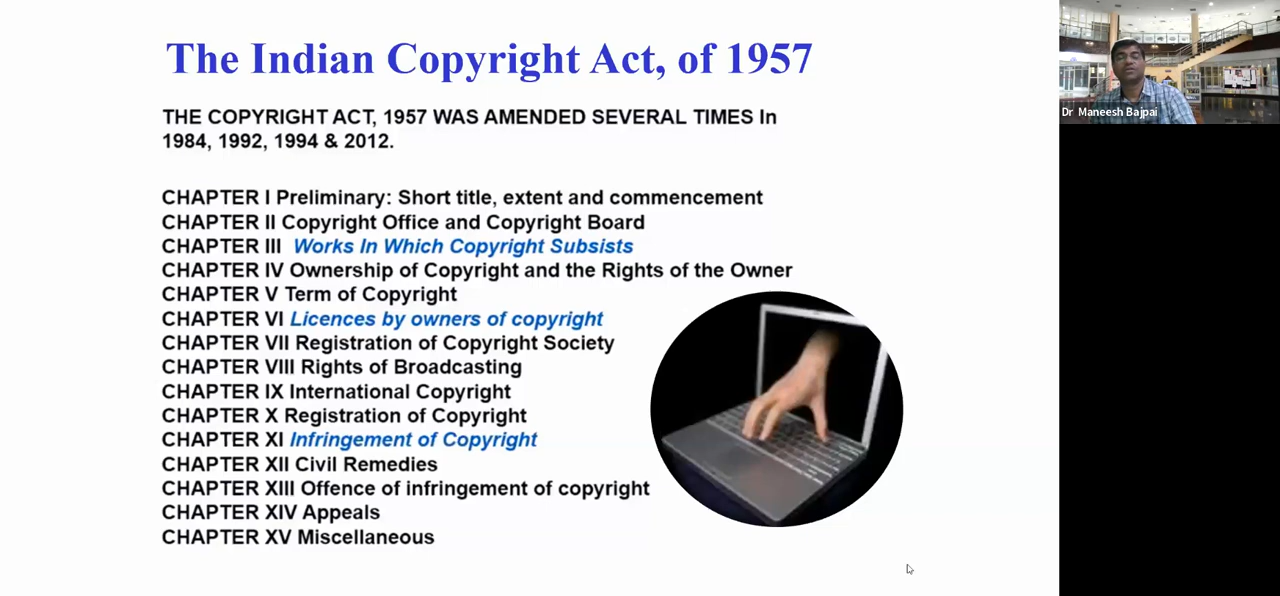 The Indian Copyright Act, of 1957
THE COPYRIGHT ACT, 1957 WAS AMENDED SEVERAL TIMES In
1984, 1992, 1994 & 2012.
CHAPTER I Preliminary: Short title, extent and commencement
CHAPTER II Copyright Office and Copyright Board
CHAPTER III Works In Which Copyright Subsists
CHAPTER IV Ownership of Copyright and the Rights of the Owner
CHAPTER V Term of Copyright
CHAPTER VI Licences by owners of copyright
CHAPTER VII Registration of Copyright Society
CHAPTER VIII Rights of Broadcasting
CHAPTER IX International Copyright
CHAPTER X Registration of Copyright
CHAPTER XI Infringement of Copyright
CHAPTER XII Civil Remedies
CHAPTER XIII Offence of infringement of copyright
CHAPTER XIV Appeals
CHAPTER XV Miscellaneous
Dr Maneesh Bajpai